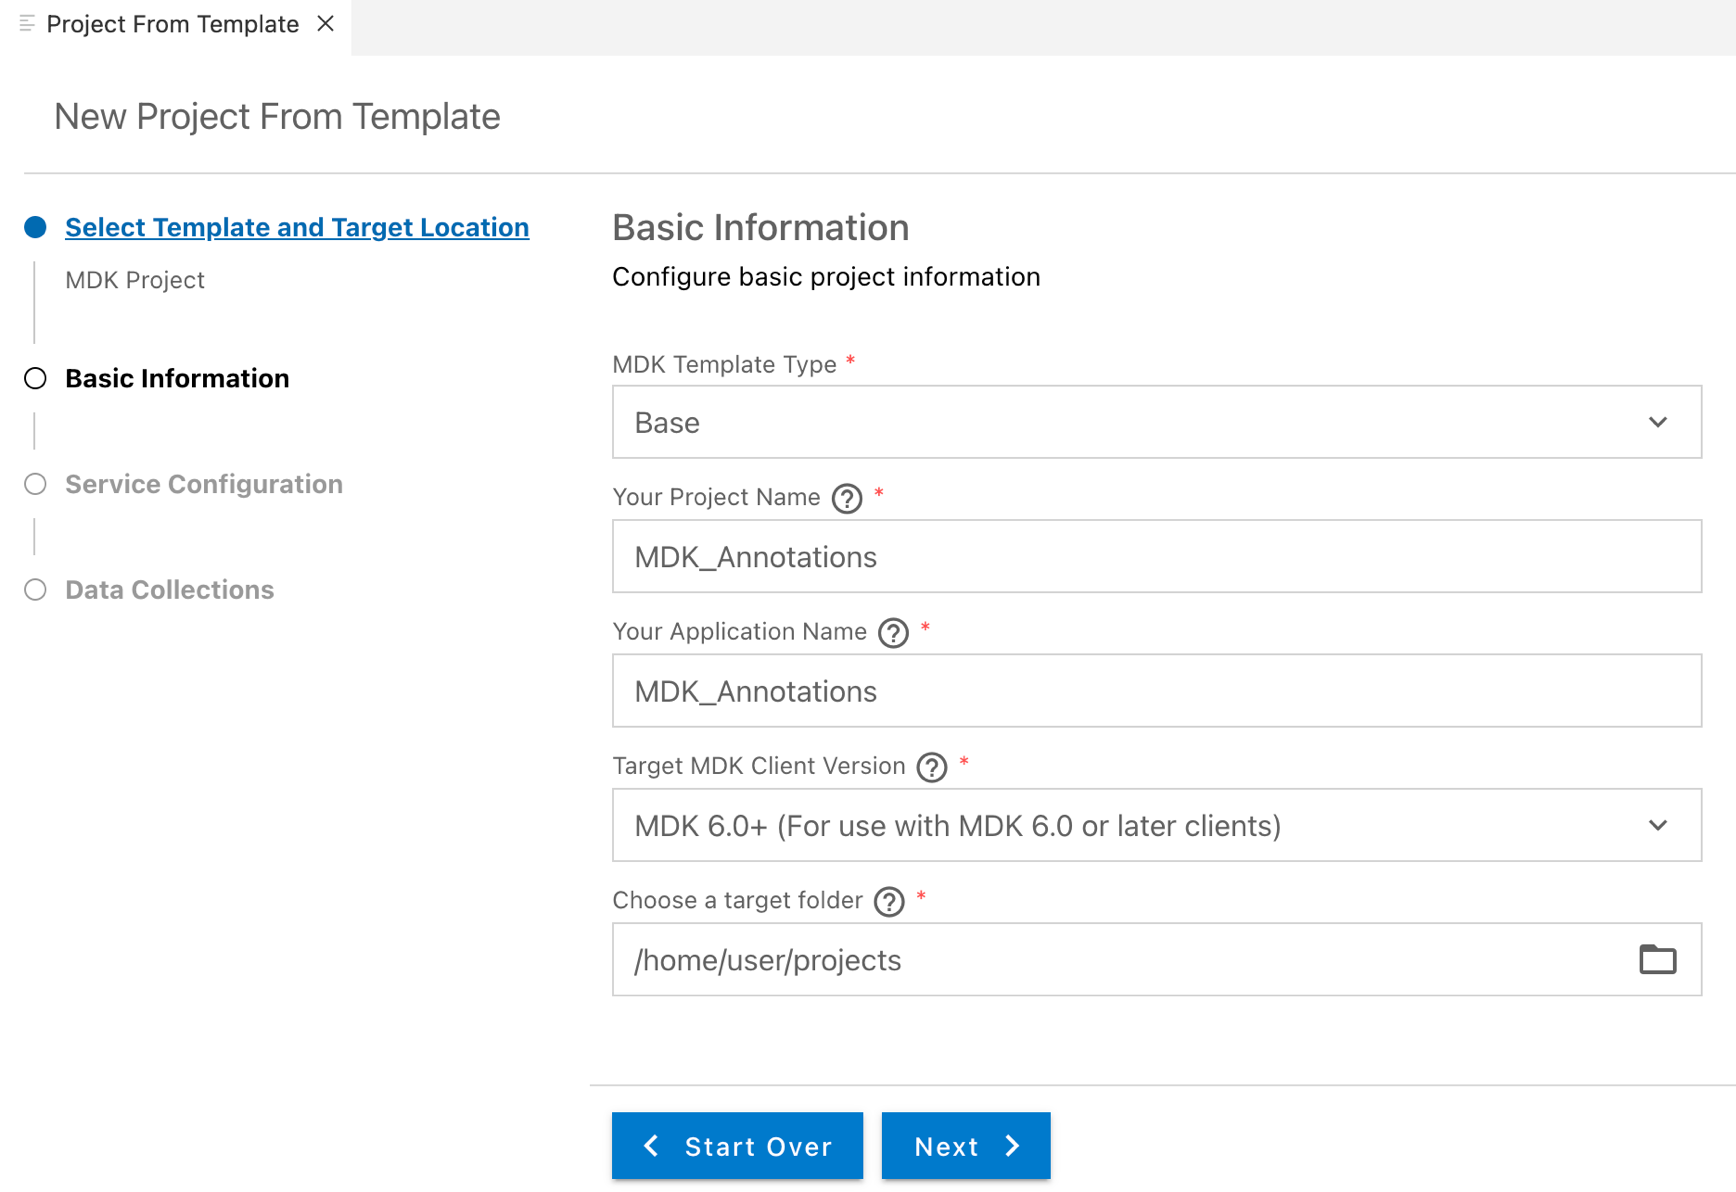 Project From Template
New Project From Template
Select Template and Target Location
MDK Project
Basic Information
Service Configuration
Data Collections
Basic Information
Configure basic project information
MDK Template Type *
Base
Your Project Name ? *
MDK_Annotations
Your Application Name ? *
MDK_Annotations
Target MDK Client Version ? *
MDK 6.0+ (For use with MDK 6.0 or later clients)
Choose a target folder ? *
/home/user/projects
Start Over
Next